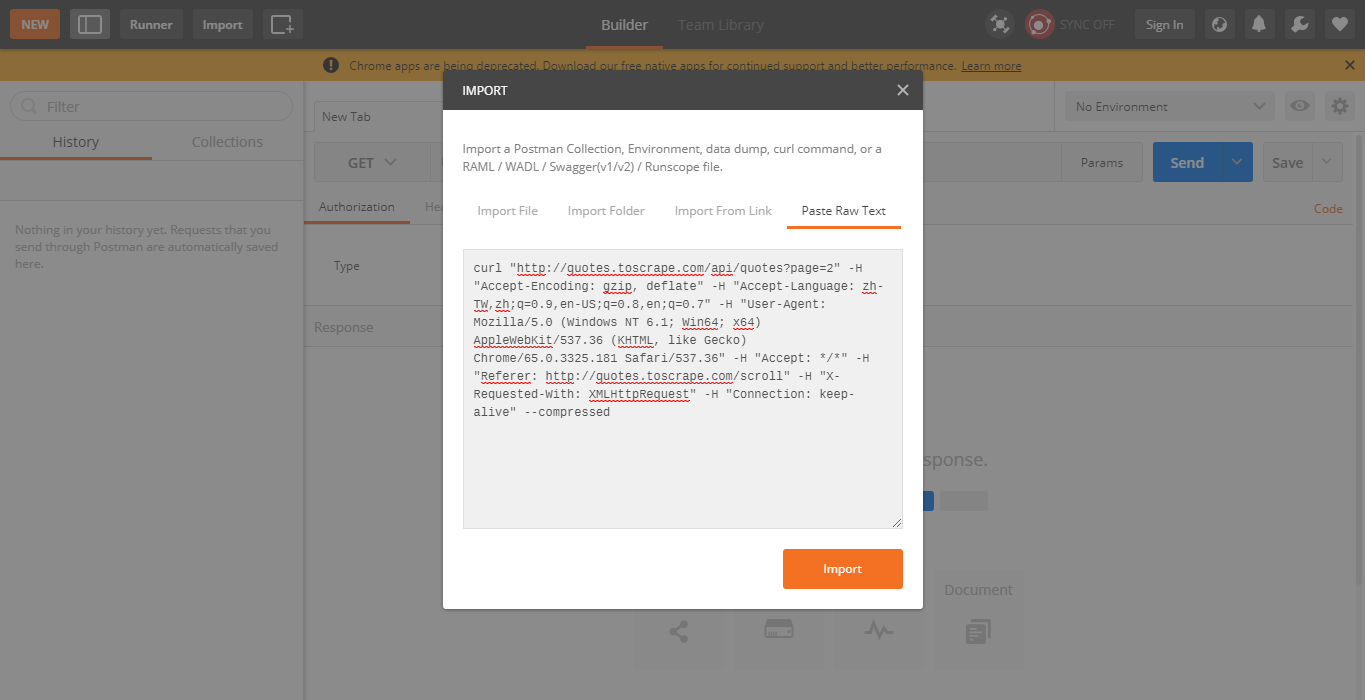 NEW
Runner
Import
Builder
Team Library
SYNC OFF
Sign In
Chrome apps are being deprecated. Download our free native apps for continued support and better performance. Learn more
Filter
History
Collections
Nothing in your history yet. Requests that you
send through Postman are automatically saved
here.
New Tab
No Environment
GET
Params
Send
Save
Authorization
Code
Type
Response
IMPORT
Import a Postman Collection, Environment, data dump, curl command, or a
RAML / WADL / Swagger(v1/v2) / Runscope file.
Import File
Import Folder
Import From Link
Paste Raw Text
curl "http://quotes.toscrape.com/api/quotes?page=2" -H
"Accept-Encoding: gzip, deflate" -H "Accept-Language: zh-
TW,zh;q=0.9,en-US;q=0.8,en;q=0.7" -H "User-Agent:
Mozilla/5.0 (Windows NT 6.1; Win64; x64)
AppleWebKit/537.36 (KHTML, like Gecko)
Chrome/65.0.3325.181 Safari/537.36" -H "Accept: */*" -H
"Referer: http://quotes.toscrape.com/scroll" -H "X-
Requested-With: XMLHttpRequest" -H "Connection: keep-
alive" --compressed
Import
Document